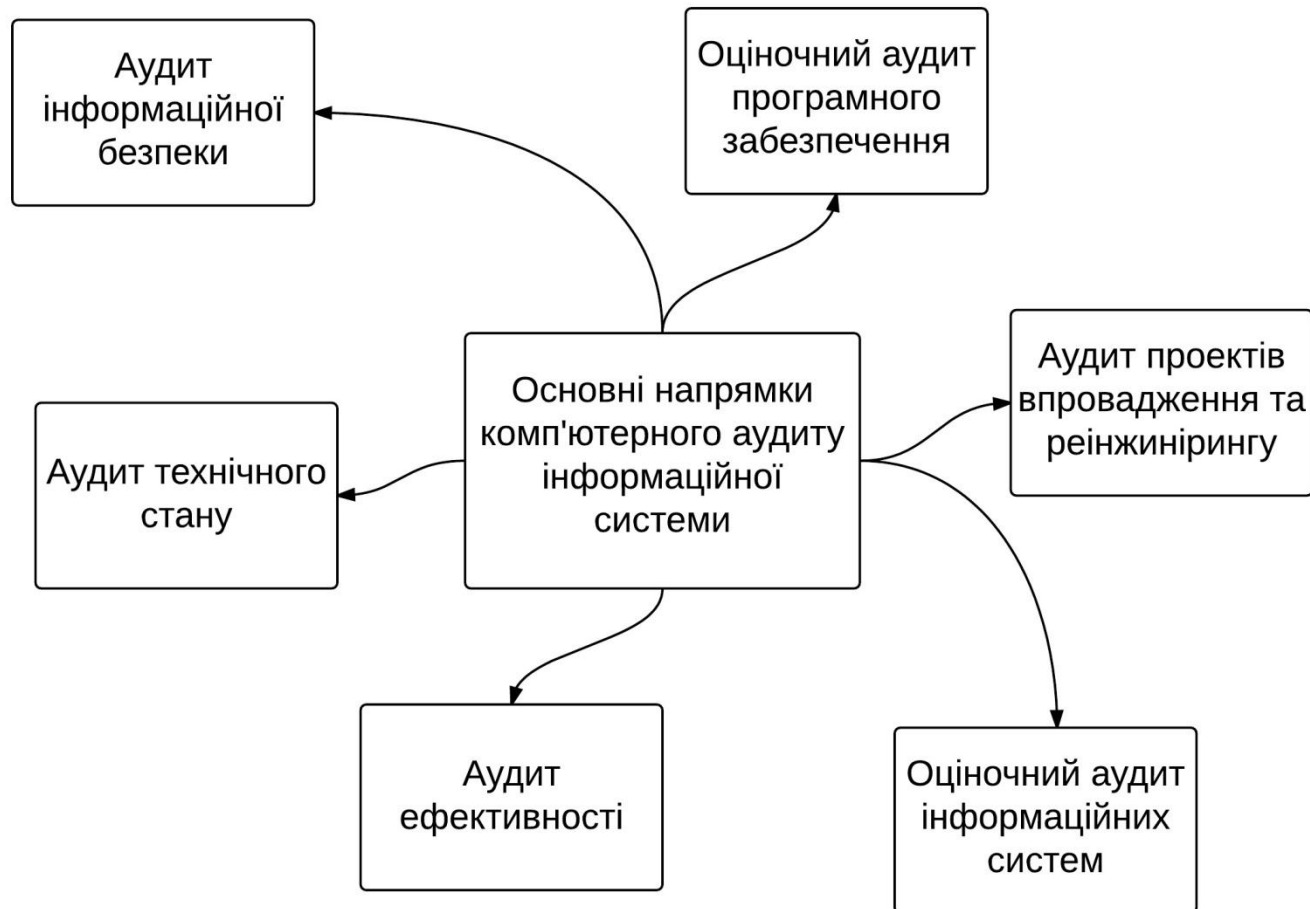 Аудит
інформаційної
безпеки
Оціночний аудит
програмного
забезпечення
Основні напрямки
комп'ютерного аудиту
інформаційної
системи
Аудит проектів
впровадження та
реінжинірингу
Аудит технічного
стану
Аудит
ефективності
Оціночний аудит
інформаційних
систем